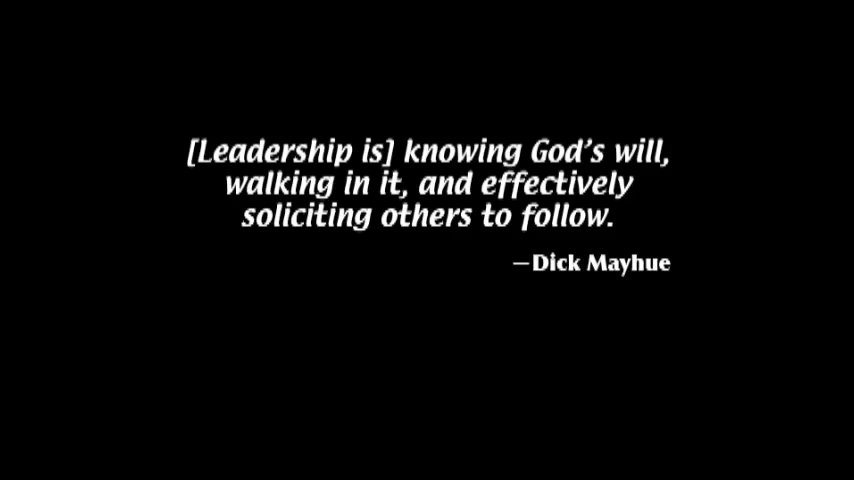 [Leadership is] knowing God's will,
walking in it, and effectively
soliciting others to follow.
—Dick Mayhue